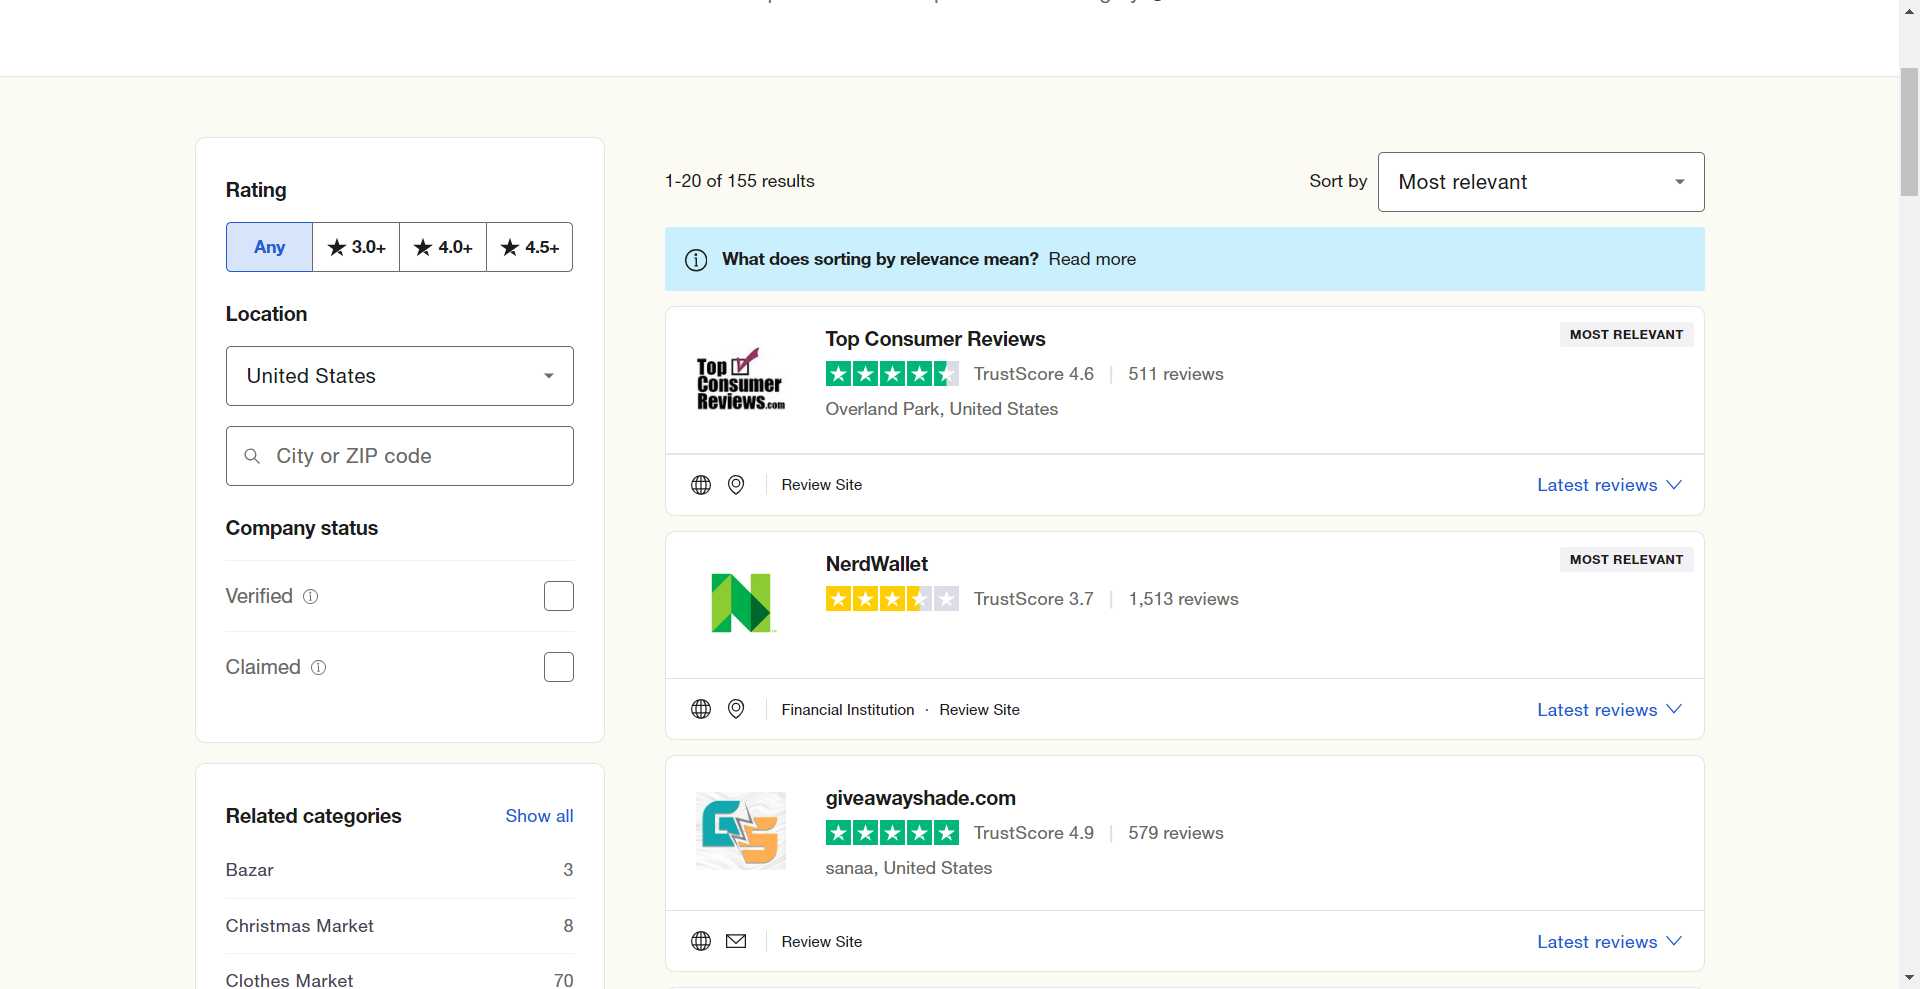 Rating
Any
3.0+
4.0+
4.5+
Location
United States
City or ZIP code
Company status
Verified
Claimed
Related categories Show all
Bazar 3
Christmas Market 8
Clothes Market 70
1-20 of 155 results
Sort by Most relevant
What does sorting by relevance mean? Read more
Top Consumer Reviews.com
Top Consumer Reviews
MOST RELEVANT
TrustScore 4.6 | 511 reviews
Overland Park, United States
Review Site
Latest reviews
NerdWallet
MOST RELEVANT
TrustScore 3.7 | 1,513 reviews
Financial Institution · Review Site
Latest reviews
giveawayshade.com
TrustScore 4.9 | 579 reviews
sanaa, United States
Review Site
Latest reviews